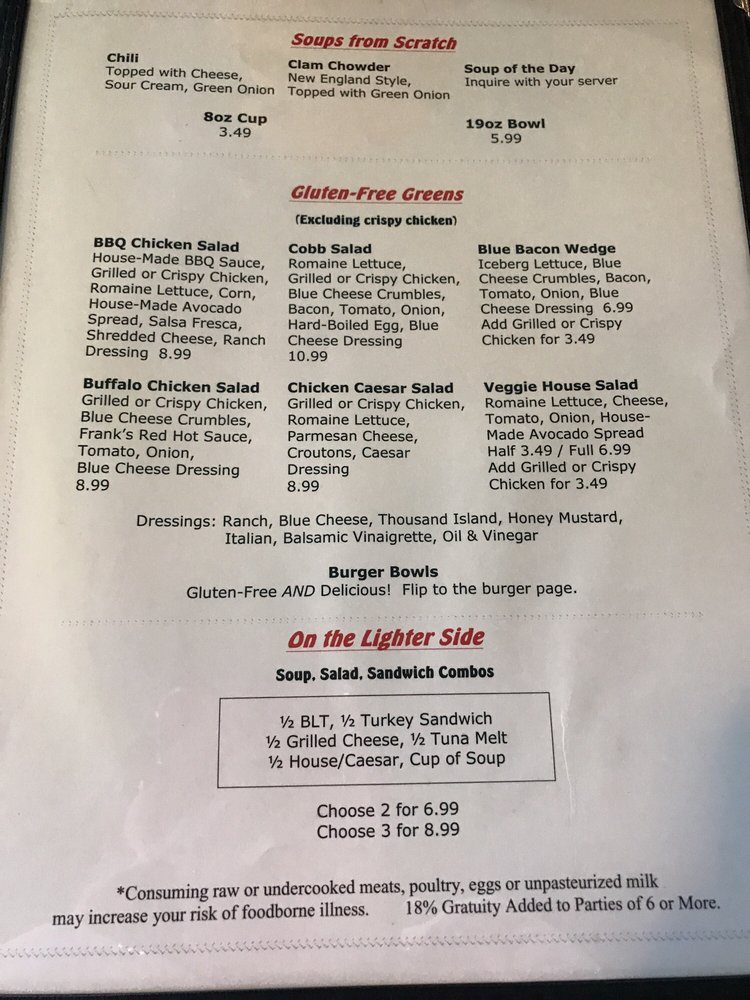 Soups from Scratch
Chili
Topped with Cheese,
Sour Cream, Green Onion
Clam Chowder
New England Style,
Topped with Green Onion
Soup of the Day
Inquire with your server
8oz Cup
3.49
19oz Bowl
5.99
Gluten-Free Greens
(Excluding crispy chicken)
BBQ Chicken Salad
House-Made BBQ Sauce,
Grilled or Crispy Chicken,
Romaine Lettuce, Corn,
House-Made Avocado
Spread, Salsa Fresca,
Shredded Cheese, Ranch
Dressing 8.99
Cobb Salad
Romaine Lettuce,
Grilled or Crispy Chicken,
Blue Cheese Crumbles,
Bacon, Tomato, Onion,
Hard-Boiled Egg, Blue
Cheese Dressing
10.99
Blue Bacon Wedge
Iceberg Lettuce, Blue
Cheese Crumbles, Bacon,
Tomato, Onion, Blue
Cheese Dressing 6.99
Add Grilled or Crispy
Chicken for 3.49
Buffalo Chicken Salad
Grilled or Crispy Chicken,
Blue Cheese Crumbles,
Frank's Red Hot Sauce,
Tomato, Onion,
Blue Cheese Dressing
8.99
Chicken Caesar Salad
Grilled or Crispy Chicken,
Romaine Lettuce,
Parmesan Cheese,
Croutons, Caesar
Dressing
8.99
Veggie House Salad
Romaine Lettuce, Cheese,
Tomato, Onion, House-
Made Avocado Spread
Half 3.49 / Full 6.99
Add Grilled or Crispy
Chicken for 3.49
Dressings: Ranch, Blue Cheese, Thousand Island, Honey Mustard,
Italian, Balsamic Vinaigrette, Oil & Vinegar
Burger Bowls
Gluten-Free AND Delicious! Flip to the burger page.
On the Lighter Side
Soup, Salad, Sandwich Combos
½ BLT, ½ Turkey Sandwich
½ Grilled Cheese, ½ Tuna Melt
½ House/Caesar, Cup of Soup
Choose 2 for 6.99
Choose 3 for 8.99
*Consuming raw or undercooked meats, poultry, eggs or unpasteurized milk
may increase your risk of foodborne illness. 18% Gratuity Added to Parties of 6 or More.